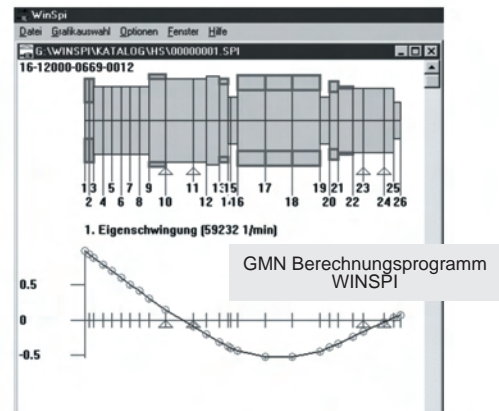 WinSpi
Datei Grafikauswahl Optionen Fenster Hilfe
G:\WINSPI\KATALOG\HS\00000001.SPI
16-12000-0669-0012
1 3 5 7 9 11 13 15 17 19 21 23 25
2 4 6 8 10 12 14 16 18 20 22 24 26
1. Eigenschwingung (59232 1/min)
GMN Berechnungsprogramm
WINSPI
0.5
0
-0.5